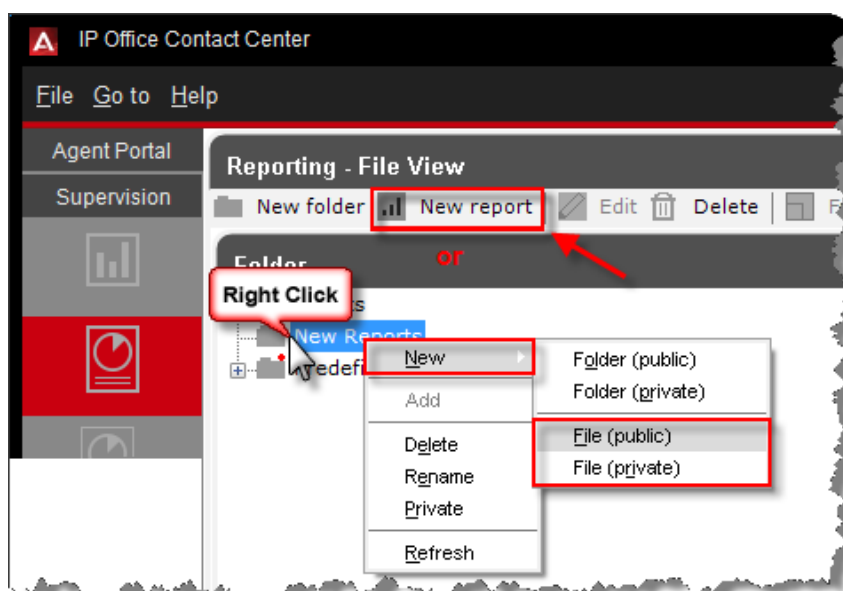 IP Office Contact Center
File Go to Help
Agent Portal
Supervision
Reporting - File View
New folder New report Edit Delete
or
Folder
Right Click
New Reports
New
Add
Delete
Rename
Private
Refresh
Folder (public)
Folder (private)
File (public)
File (private)